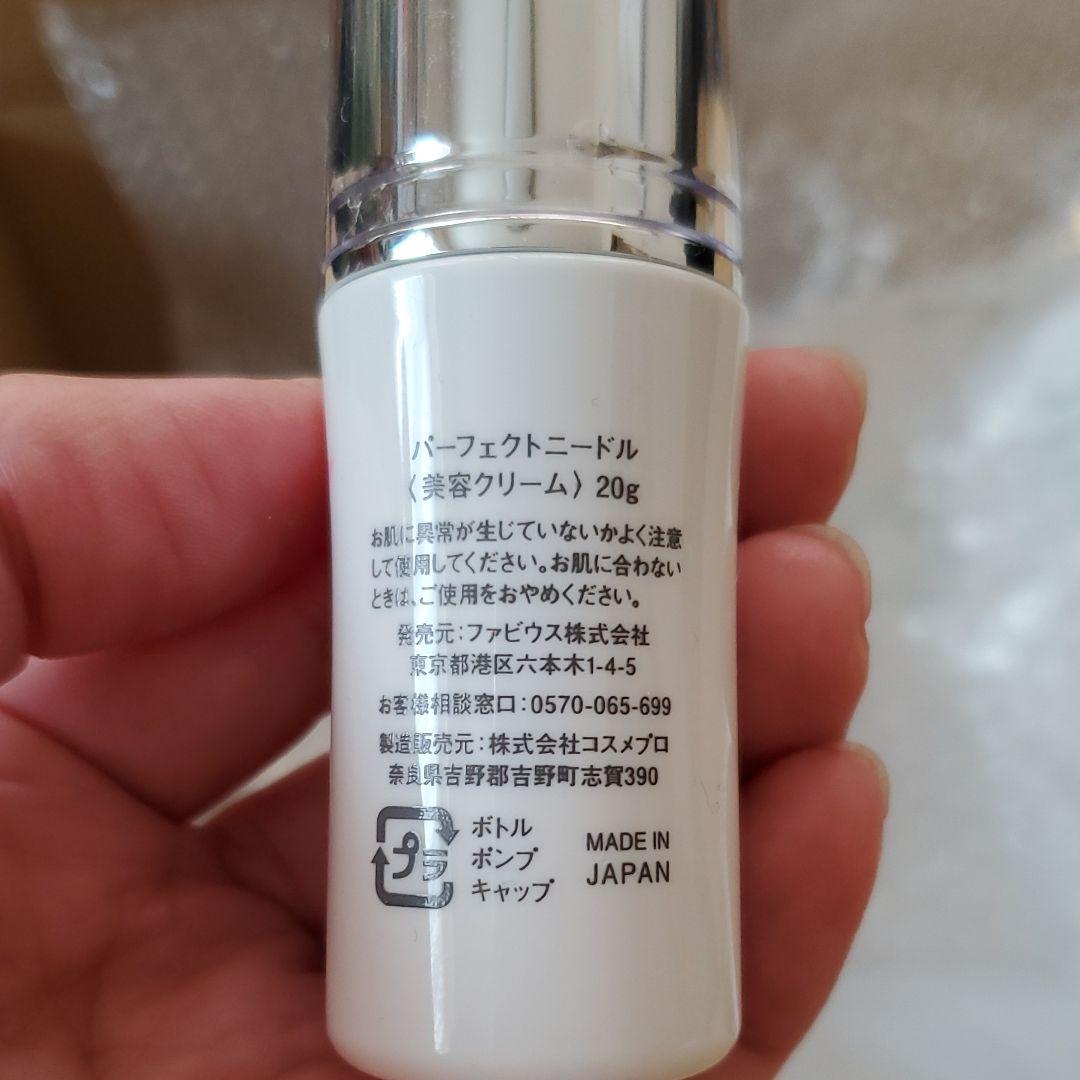 パーフェクトニードル
〈美容クリーム〉 20g
お肌に異常が生じていないかよく注意
して使用してください。お肌に合わない
ときは、ご使用をおやめください。
発売元：ファビウス株式会社
東京都港区六本木1-4-5
お客様相談窓口：0570-065-699
製造販売元：株式会社コスメプロ
奈良県吉野郡吉野町志賀390
プラ
ボトル
ポンプ
キャップ
MADE IN
JAPAN